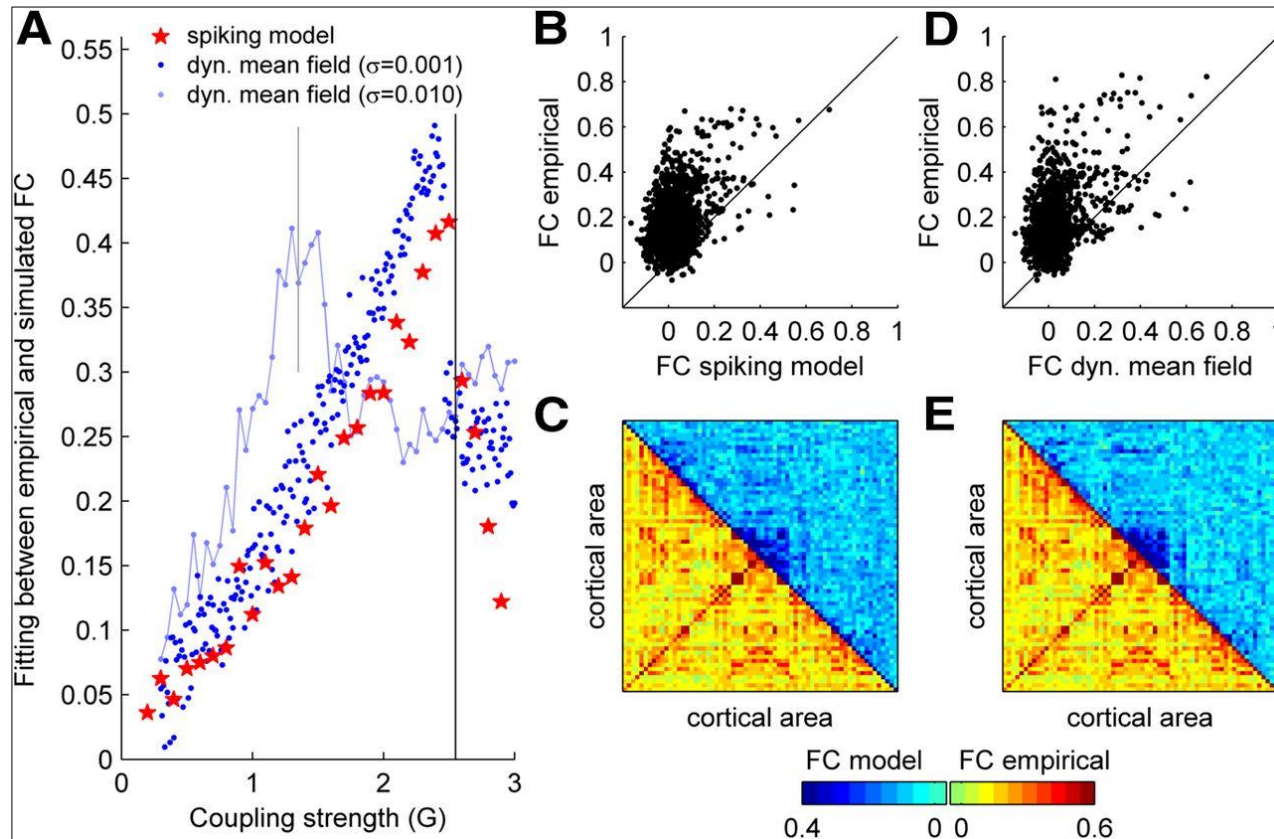 A
spiking model
dyn. mean field (σ=0.001)
dyn. mean field (σ=0.010)
0.55
0.5
0.45
0.4
0.35
0.3
0.25
0.2
0.15
0.1
0.05
0
0 1 2 3
Fitting between empirical and simulated FC
Coupling strength (G)
B
1
0.8
0.6
0.4
0.2
0
0 0.2 0.4 0.6 0.8 1
FC empirical
FC spiking model
D
1
0.8
0.6
0.4
0.2
0
0 0.2 0.4 0.6 0.8
FC empirical
FC dyn. mean field
C
cortical area
cortical area
E
cortical area
cortical area
FC model FC empirical
0.4 0 0 0.6